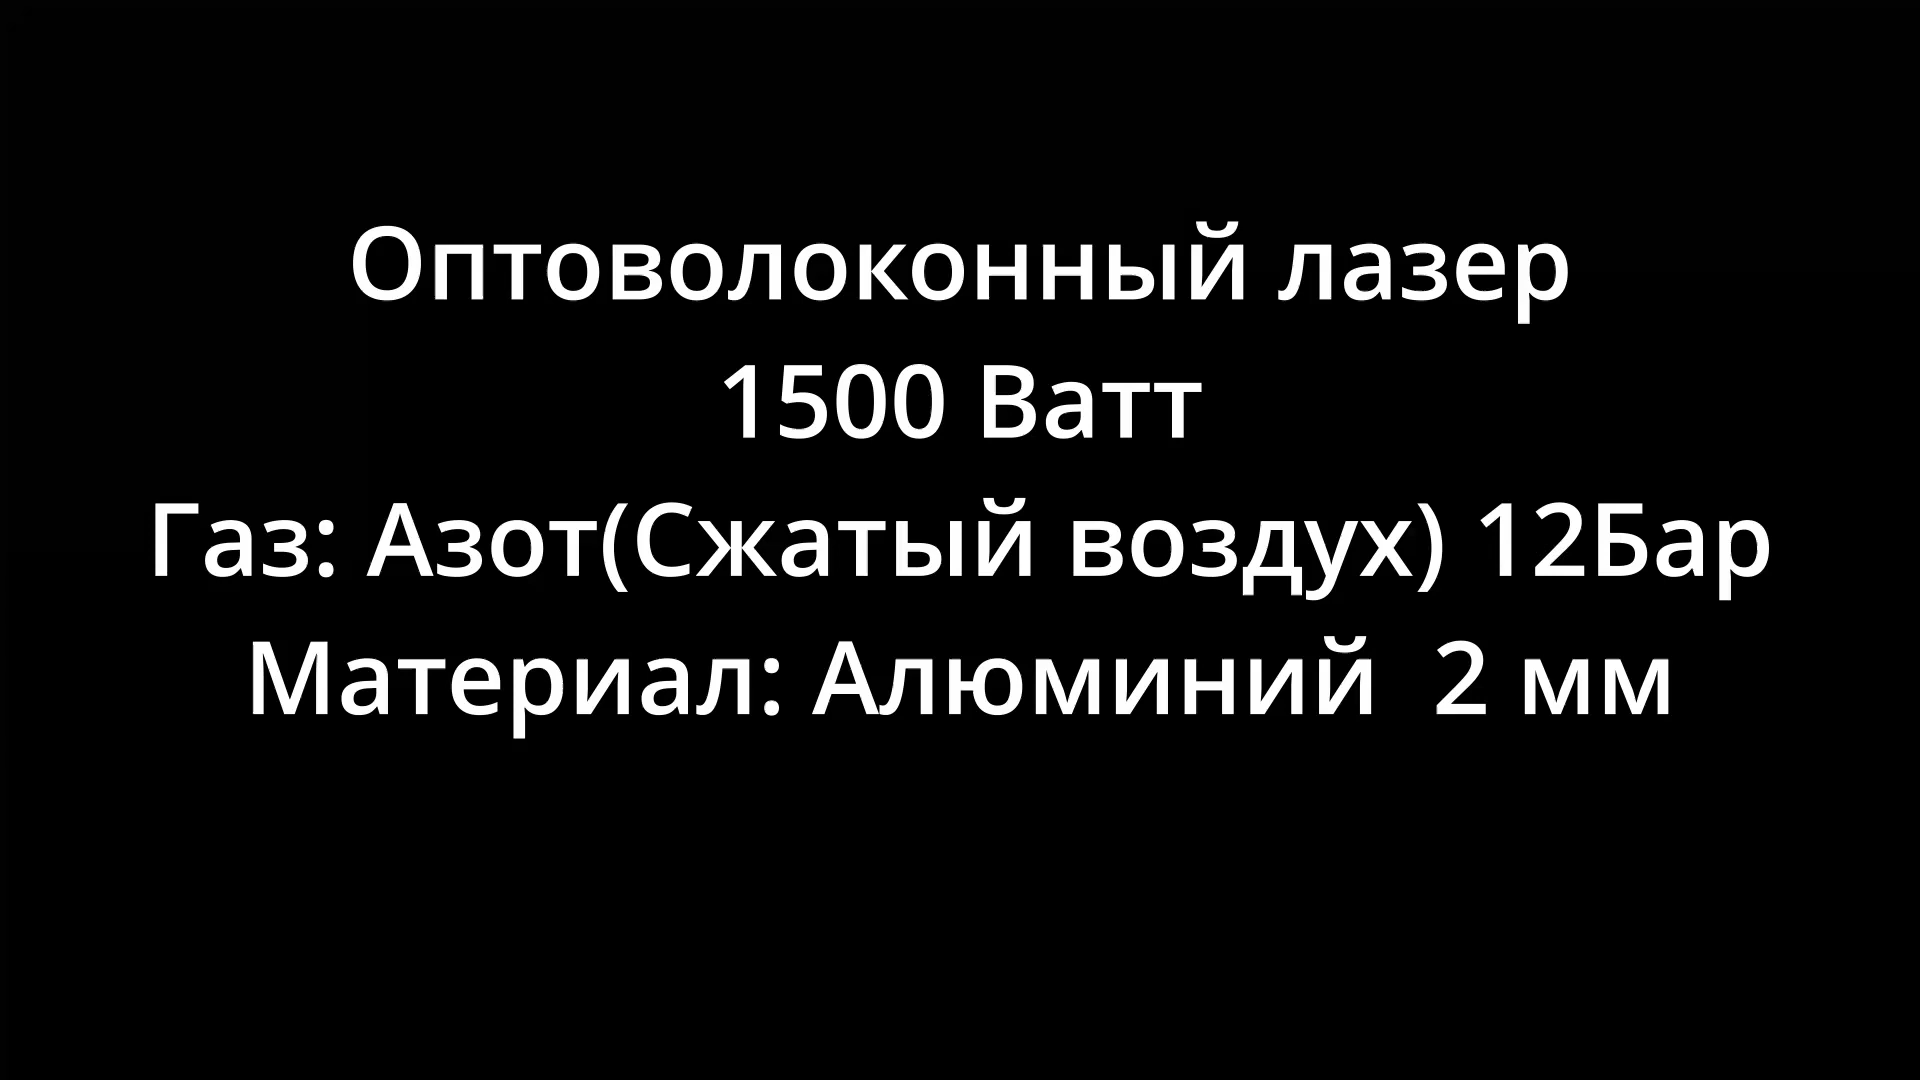 Оптоволоконный лазер
1500 Ватт
Газ: Азот(Сжатый воздух) 12Бар
Материал: Алюминий  2 мм